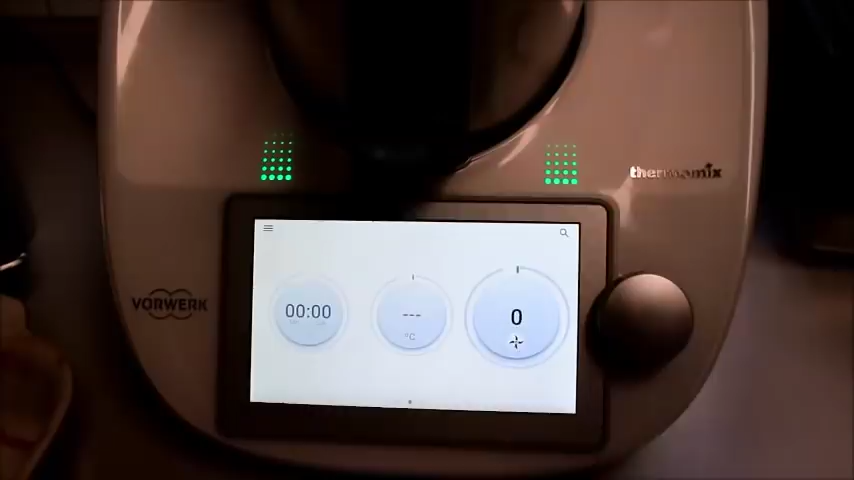 thermomix
VORWERK
00:00
---
°C
0